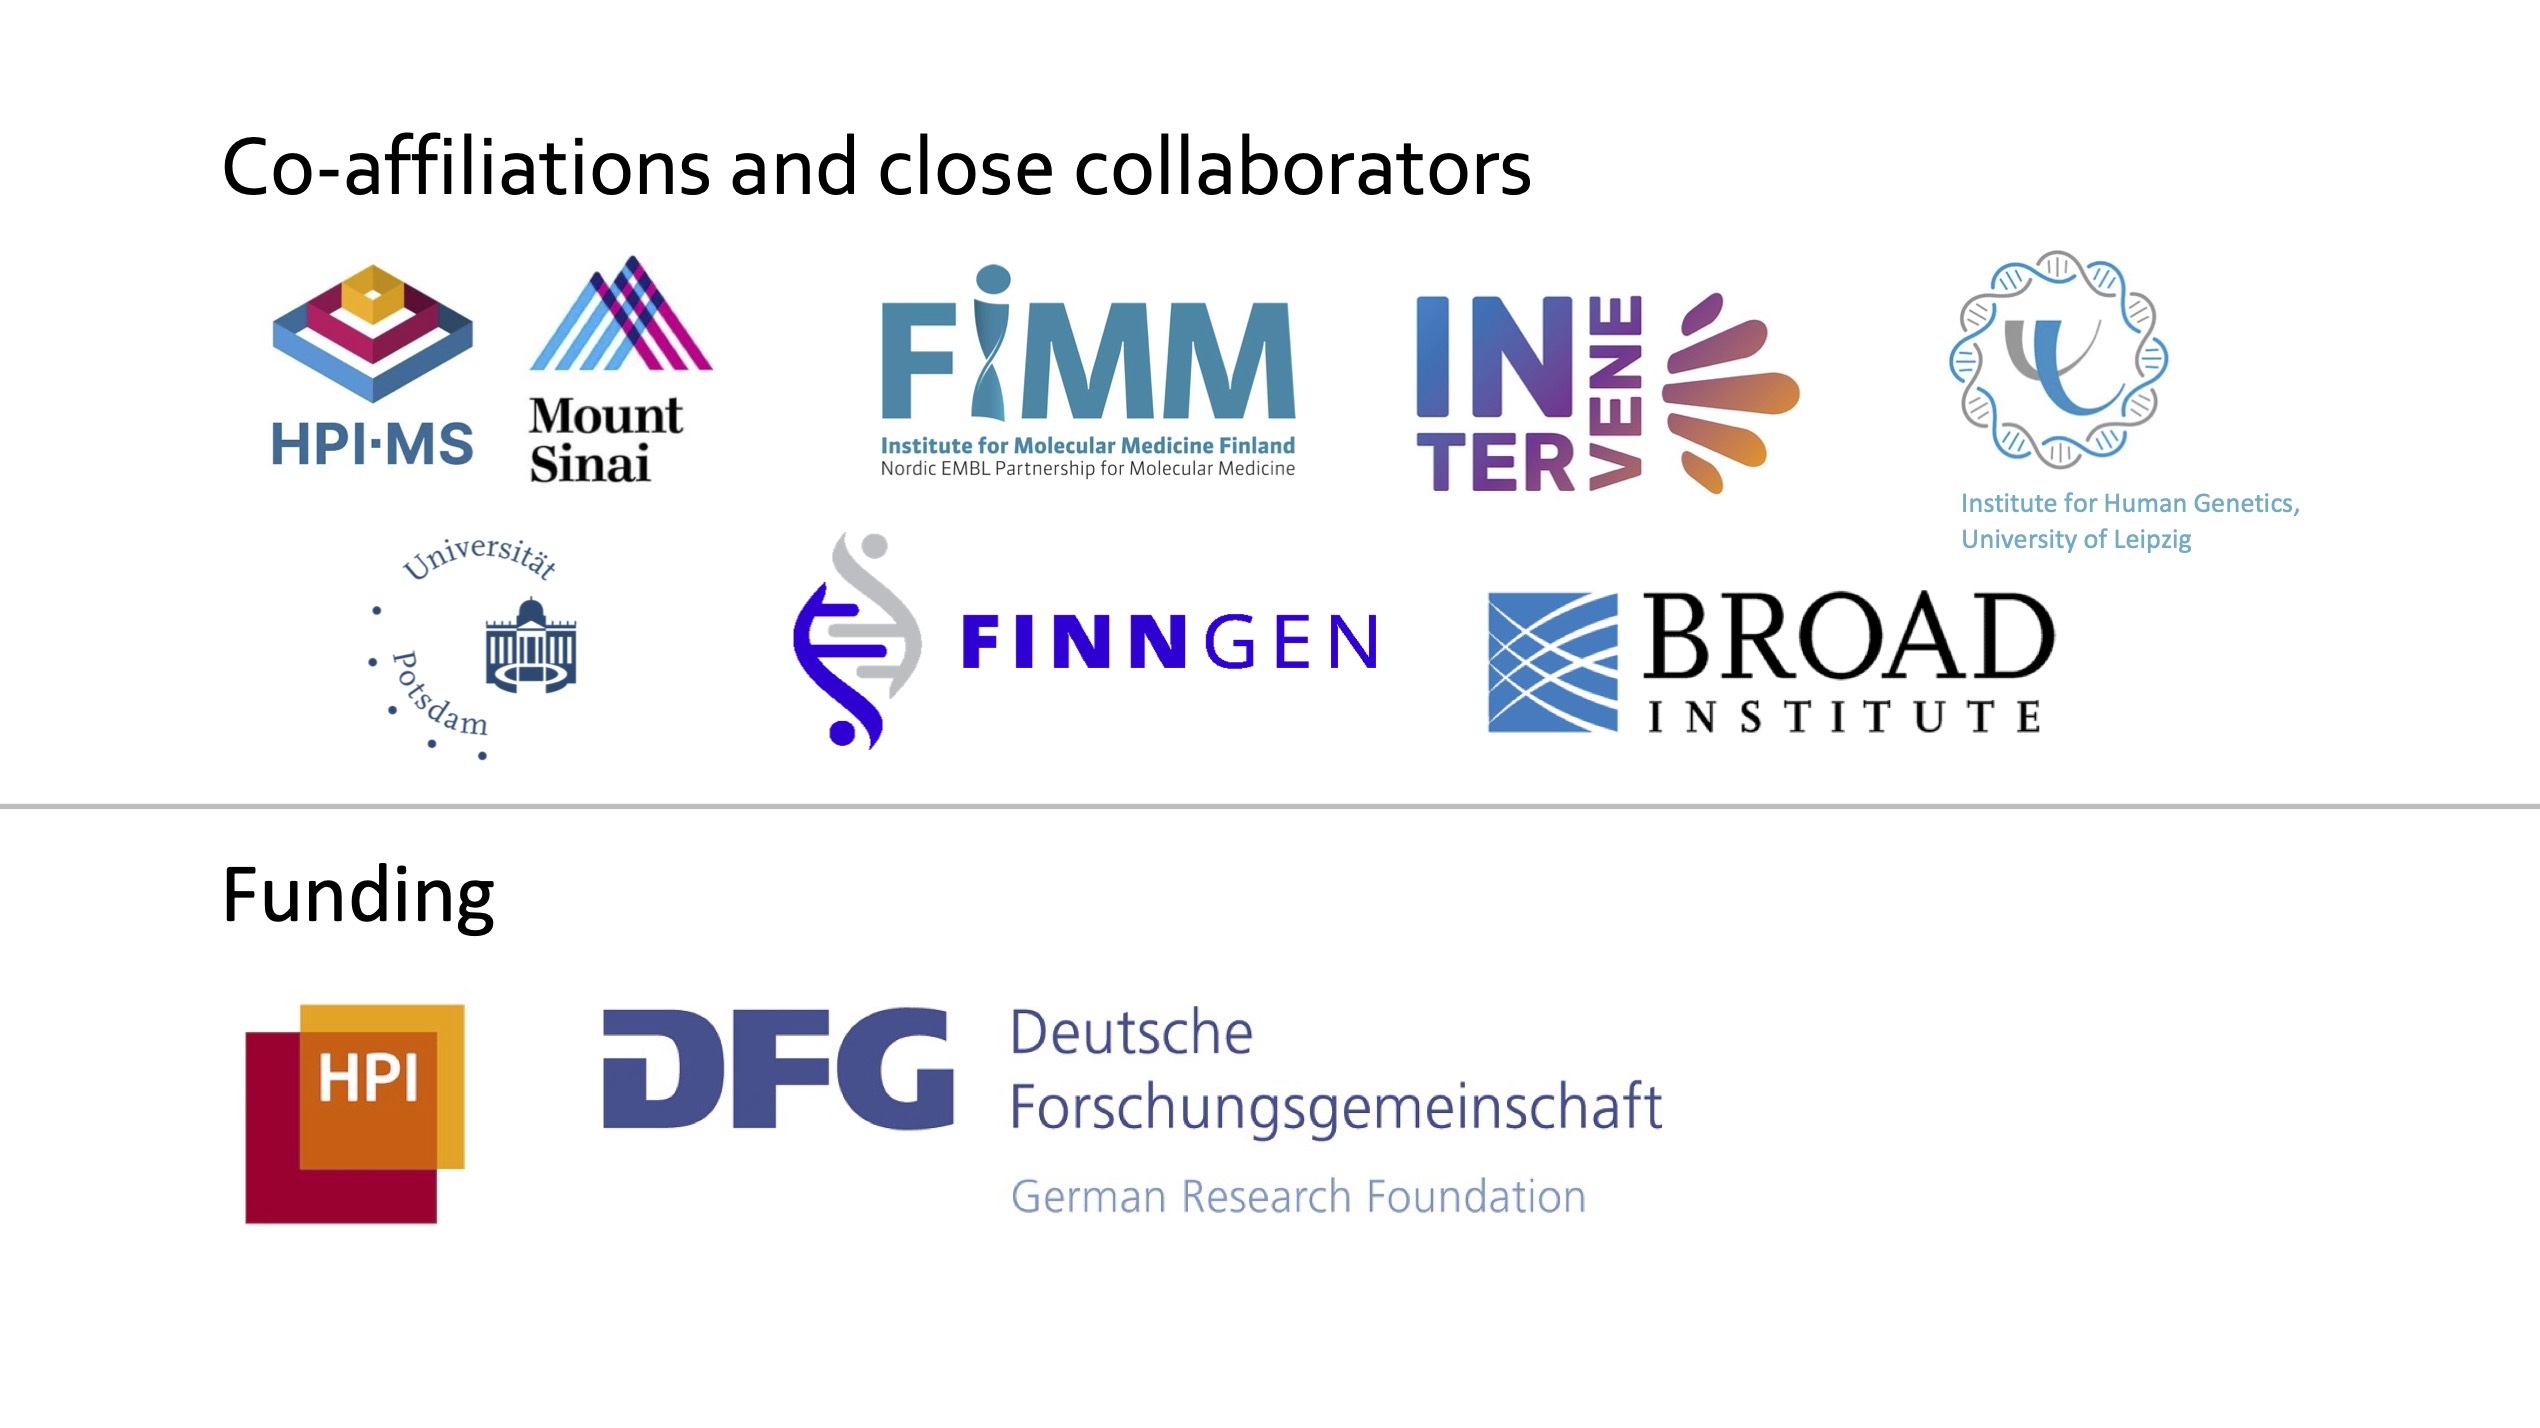 Co-affiliations and close collaborators
HPI·MS
Mount
Sinai
FiMM
Institute for Molecular Medicine Finland
Nordic EMBL Partnership for Molecular Medicine
IN
TER
VENE
Institute for Human Genetics,
University of Leipzig
Universität
Potsdam
FINNGEN
BROAD
INSTITUTE
Funding
HPI
DFG
Deutsche
Forschungsgemeinschaft
German Research Foundation